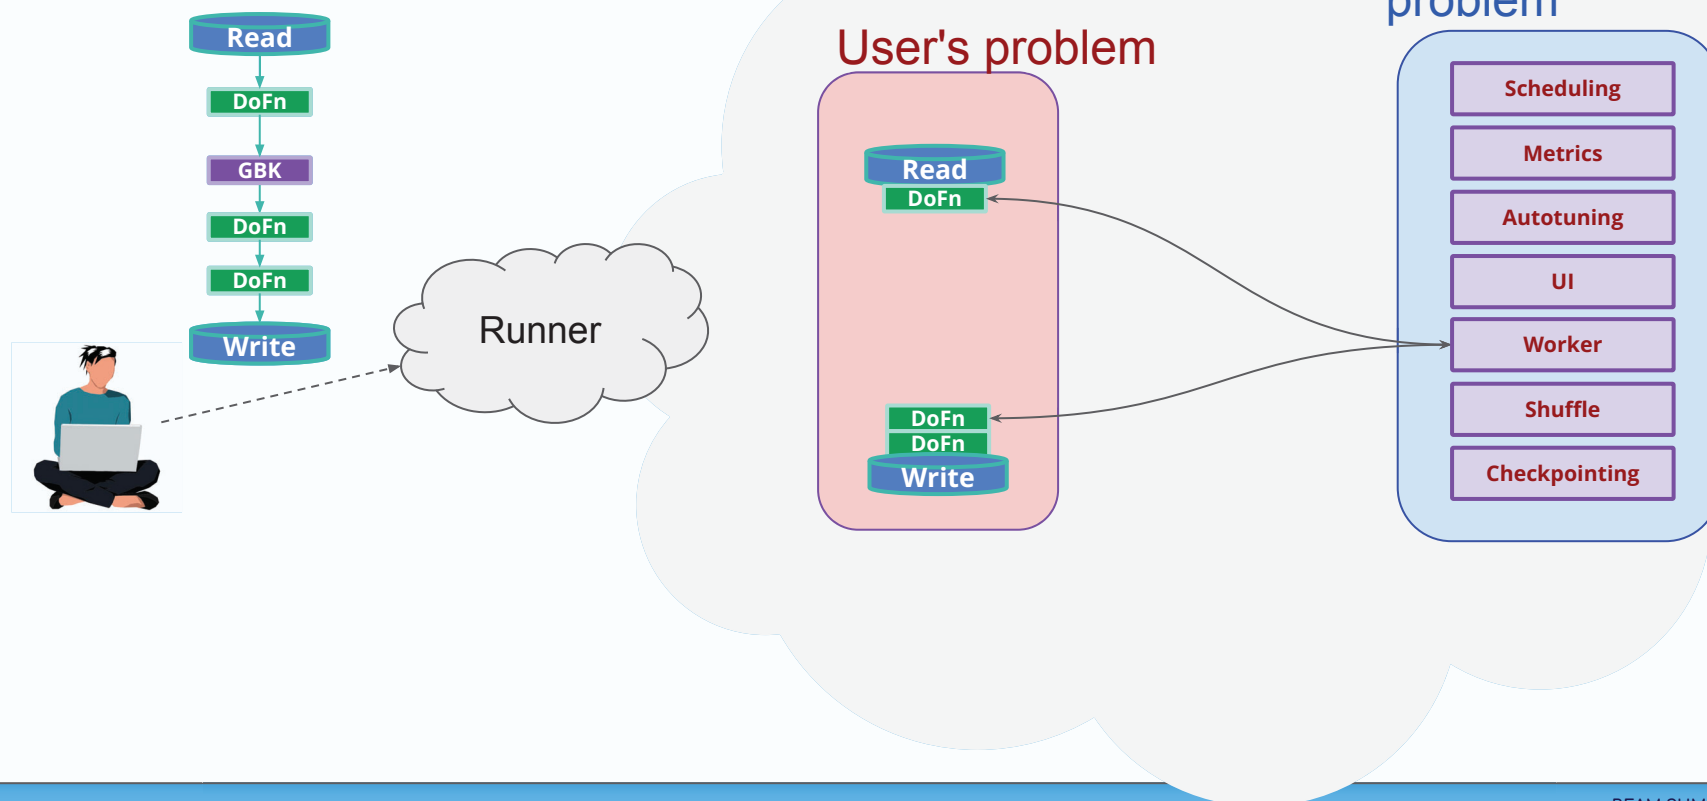 Read
DoFn
GBK
DoFn
DoFn
Write
Runner
User's problem
Read
DoFn
DoFn
DoFn
Write
problem
Scheduling
Metrics
Autotuning
UI
Worker
Shuffle
Checkpointing